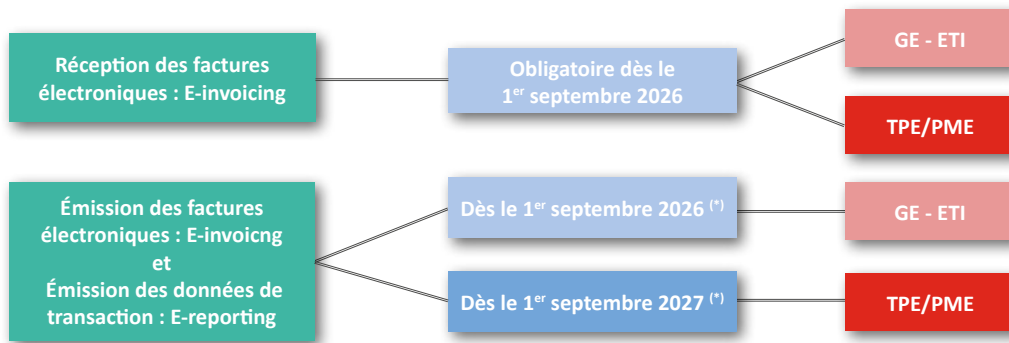 Réception des factures
électroniques : E-invoicing
Obligatoire dès le
1er septembre 2026
GE - ETI
TPE/PME
Émission des factures
électroniques : E-invoicng
et
Émission des données de
transaction : E-reporting
Dès le 1er septembre 2026 (*)
GE - ETI
Dès le 1er septembre 2027 (*)
TPE/PME